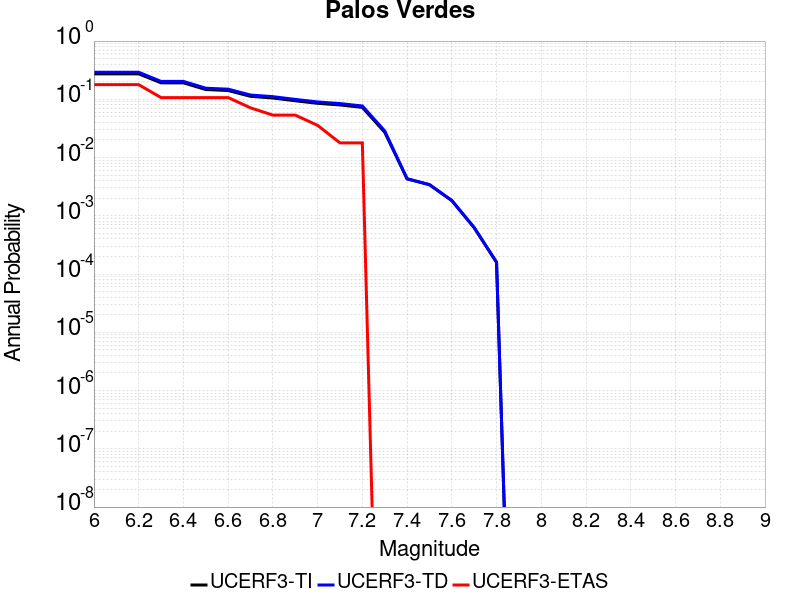 Palos Verdes
10^0
10^-1
10^-2
10^-3
10^-4
10^-5
10^-6
10^-7
10^-8
Annual Probability
6 6.2 6.4 6.6 6.8 7 7.2 7.4 7.6 7.8 8 8.2 8.4 8.6 8.8 9
Magnitude
UCERF3-TI UCERF3-TD UCERF3-ETAS